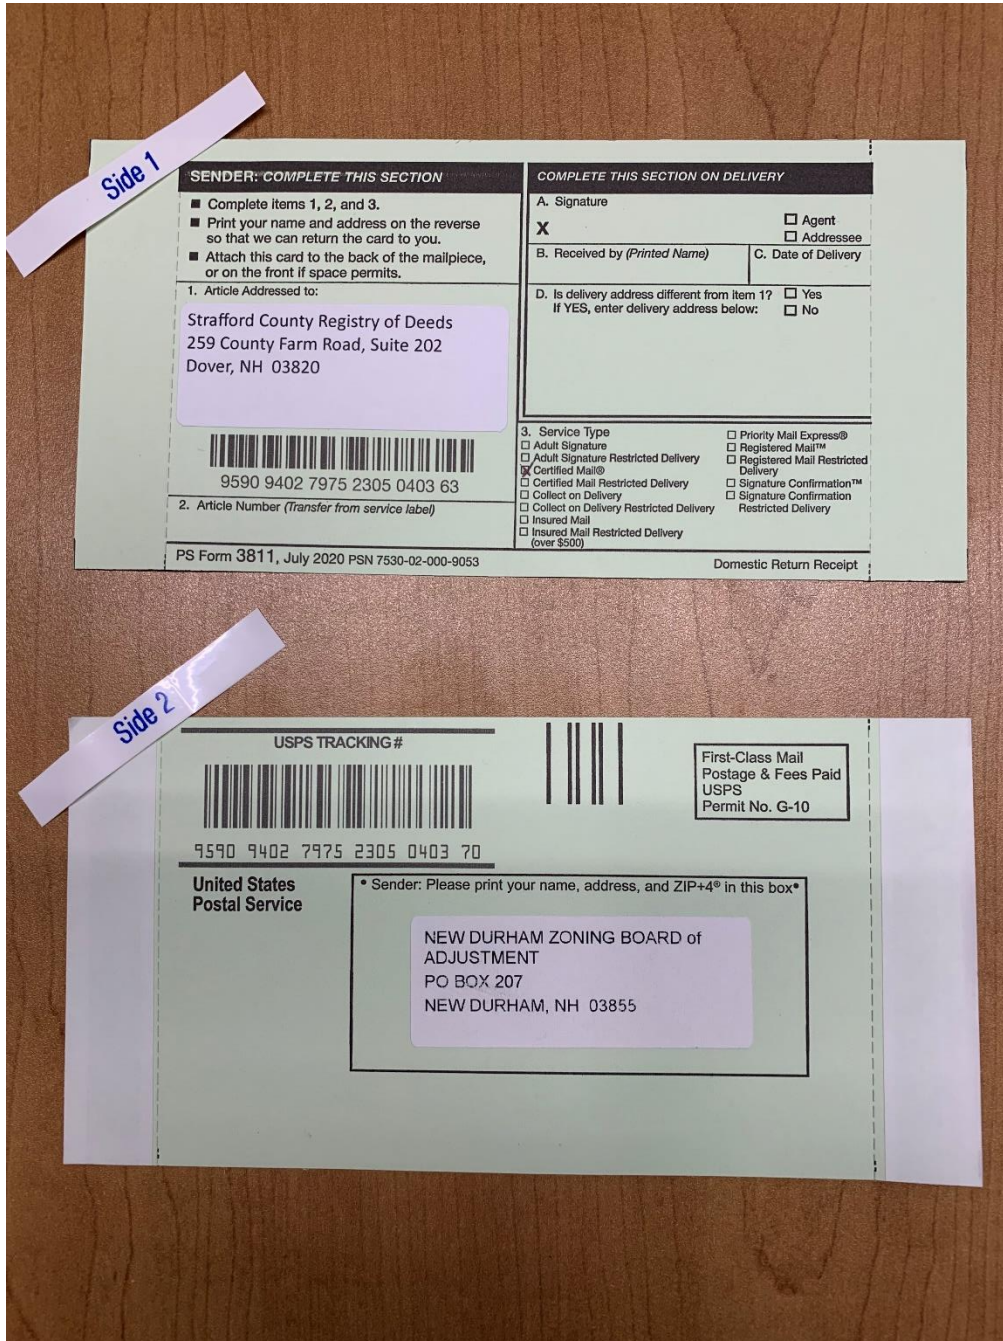 Side 1
SENDER: COMPLETE THIS SECTION
■ Complete items 1, 2, and 3.
■ Print your name and address on the reverse
so that we can return the card to you.
■ Attach this card to the back of the mailpiece,
or on the front if space permits.
1. Article Addressed to:
Strafford County Registry of Deeds
259 County Farm Road, Suite 202
Dover, NH 03820
9590 9402 7975 2305 0403 63
2. Article Number (Transfer from service label)
COMPLETE THIS SECTION ON DELIVERY
A. Signature
X
☐ Agent
☐ Addressee
B. Received by (Printed Name)
C. Date of Delivery
D. Is delivery address different from item 1? ☐ Yes
If YES, enter delivery address below: ☐ No
3. Service Type
☐ Adult Signature
☐ Adult Signature Restricted Delivery
☒ Certified Mail®
☐ Certified Mail Restricted Delivery
☐ Collect on Delivery
☐ Collect on Delivery Restricted Delivery
☐ Insured Mail
☐ Insured Mail Restricted Delivery
(over $500)
☐ Priority Mail Express®
☐ Registered Mail™
☐ Registered Mail Restricted
Delivery
☐ Signature Confirmation™
☐ Signature Confirmation
Restricted Delivery
PS Form 3811, July 2020 PSN 7530-02-000-9053
Domestic Return Receipt
Side 2
USPS TRACKING#
9590 9402 7975 2305 0403 70
First-Class Mail
Postage & Fees Paid
USPS
Permit No. G-10
United States
Postal Service
• Sender: Please print your name, address, and ZIP+4® in this box•
NEW DURHAM ZONING BOARD of
ADJUSTMENT
PO BOX 207
NEW DURHAM, NH 03855